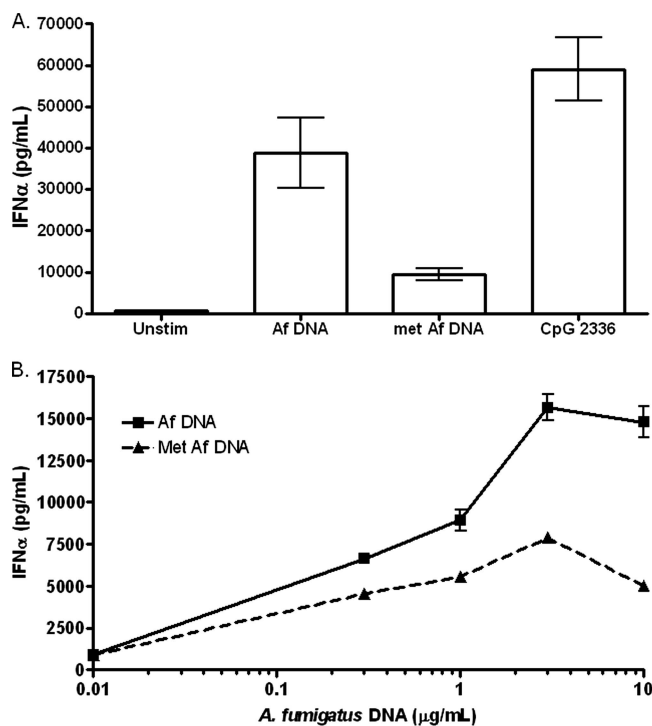 A.
70000
60000
50000
40000
30000
20000
10000
0
IFNα (pg/mL)
Unstim Af DNA met Af DNA CpG 2336
B.
17500
15000
12500
10000
7500
5000
2500
0
IFNα (pg/mL)
Af DNA
Met Af DNA
0.01 0.1 1 10
A. fumigatus DNA (μg/mL)